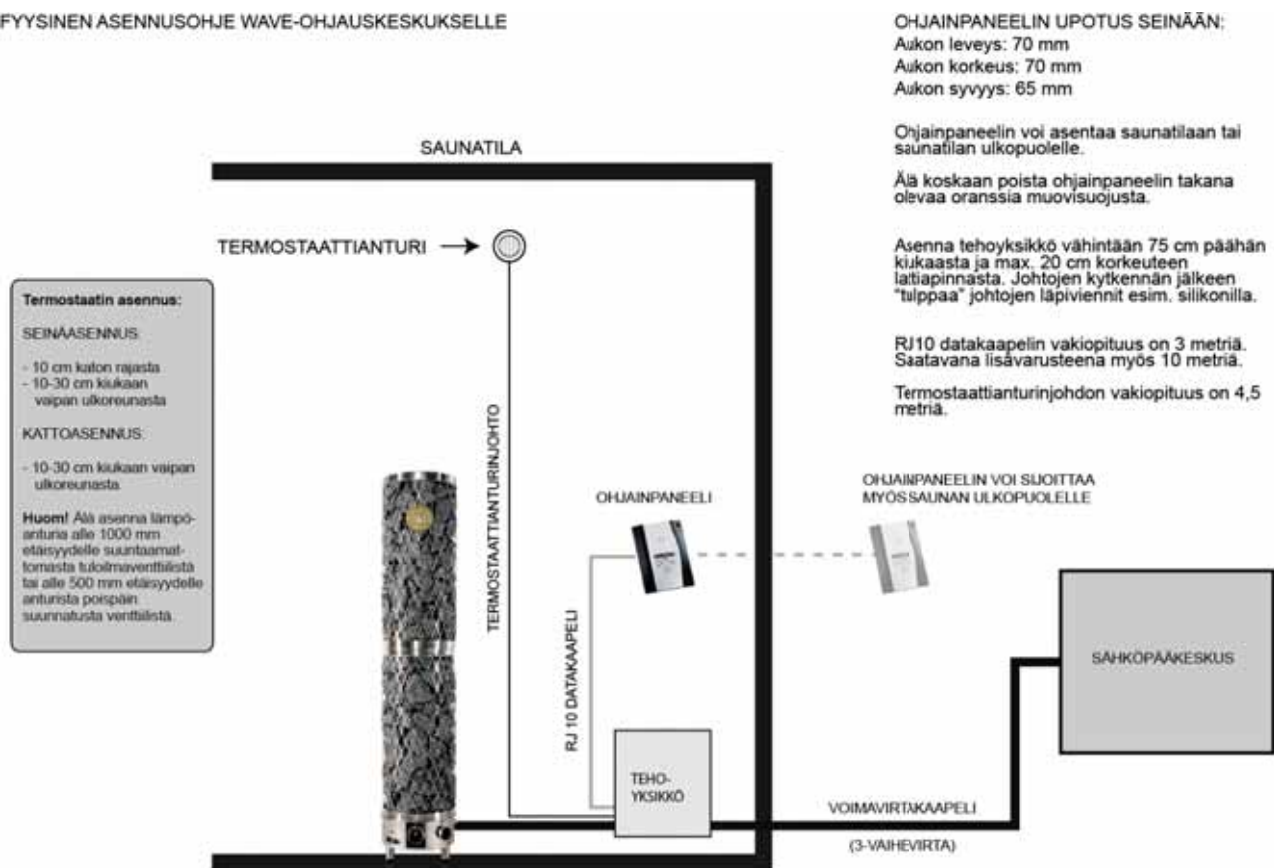 FYYSINEN ASENNUSOHJE WAVE-OHJAUSKESKUKSELLE
OHJAINPANEELIN UPOTUS SEINÄÄN:
Aukon leveys: 70 mm
Aukon korkeus: 70 mm
Aukon syvyys: 65 mm
Ohjainpaneelin voi asentaa saunatilaan tai
saunatilan ulkopuolelle.
Älä koskaan poista ohjainpaneelin takana
olevaa oranssia muovisuojusta.
Asenna tehoyksikkö vähintään 75 cm päähän
kiukaasta ja max. 20 cm korkeuteen
lattiapinnasta. Johtojen kytkennän jälkeen
"tulppaa" johtojen läpiviennit esim. silikonilla.
RJ10 datakaapelin vakiopituus on 3 metriä.
Saatavana lisävarusteena myös 10 metriä.
Termostaattianturinjohdon vakiopituus on 4,5
metriä.
SAUNATILA
TERMOSTAATTIANTURI
Termostaatin asennus:
SEINÄASENNUS:
- 10 cm katon rajasta
- 10-30 cm kiukaan
vaipan ulkoreunasta
KATTOASENNUS:
- 10-30 cm kiukaan vaipan
ulkoreunasta
Huom! Älä asenna lämpö-
anturia alle 1000 mm
etäisyydelle suuntaamat-
tomasta tuloilmaventtiilistä
tai alle 500 mm etäisyydelle
anturista poispäin
suunnatusta venttiilistä.
TERMOSTAATTIANTURINJOHTO
OHJAINPANEELI
OHJAINPANEELIN VOI SIJOITTAA
MYÖS SAUNAN ULKOPUOLELLE
RJ 10 DATAKAAPELI
TEHO-
YKSIKKÖ
SÄHKÖPÄÄKESKUS
VOIMAVIRTAKAAPELI
(3-VAIHEVIRTA)